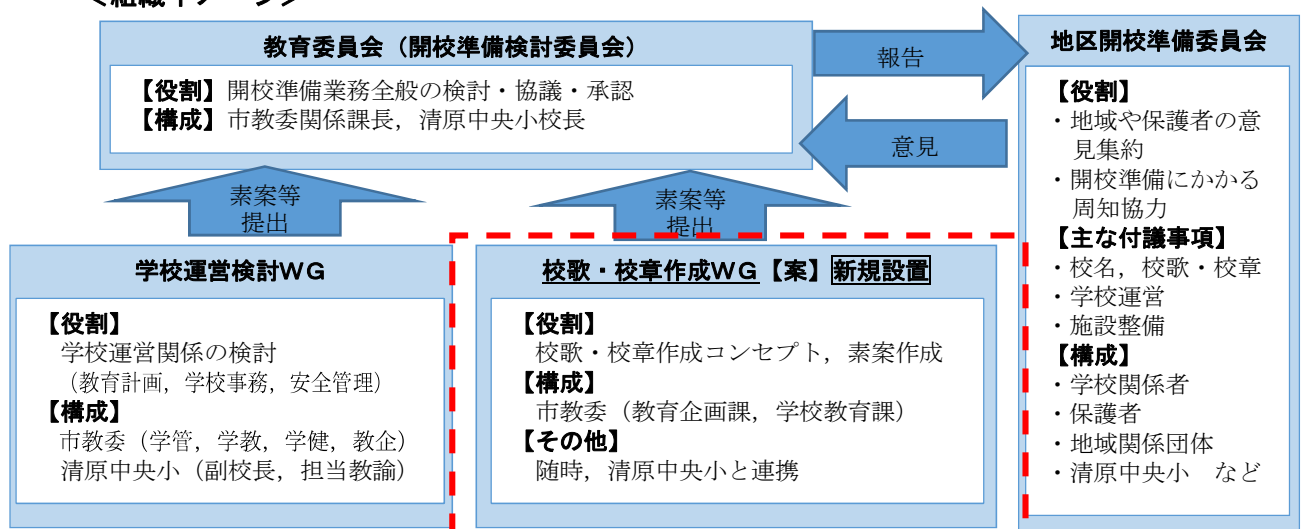 ＜組織イメージ＞
教育委員会（開校準備検討委員会）
【役割】開校準備業務全般の検討・協議・承認
【構成】市教委関係課長，清原中央小校長
報告
意見
地区開校準備委員会
【役割】
・地域や保護者の意
見集約
・開校準備にかかる
周知協力
【主な付議事項】
・校名，校歌・校章
・学校運営
・施設整備
【構成】
・学校関係者
・保護者
・地域関係団体
・清原中央小　など
素案等
提出
素案等
提出
学校運営検討ＷＧ
【役割】
学校運営関係の検討
（教育計画，学校事務，安全管理）
【構成】
市教委（学管，学教，学健，教企）
清原中央小（副校長，担当教諭）
校歌・校章作成ＷＧ【案】新規設置
【役割】
校歌・校章作成コンセプト，素案作成
【構成】
市教委（教育企画課，学校教育課）
【その他】
随時，清原中央小と連携